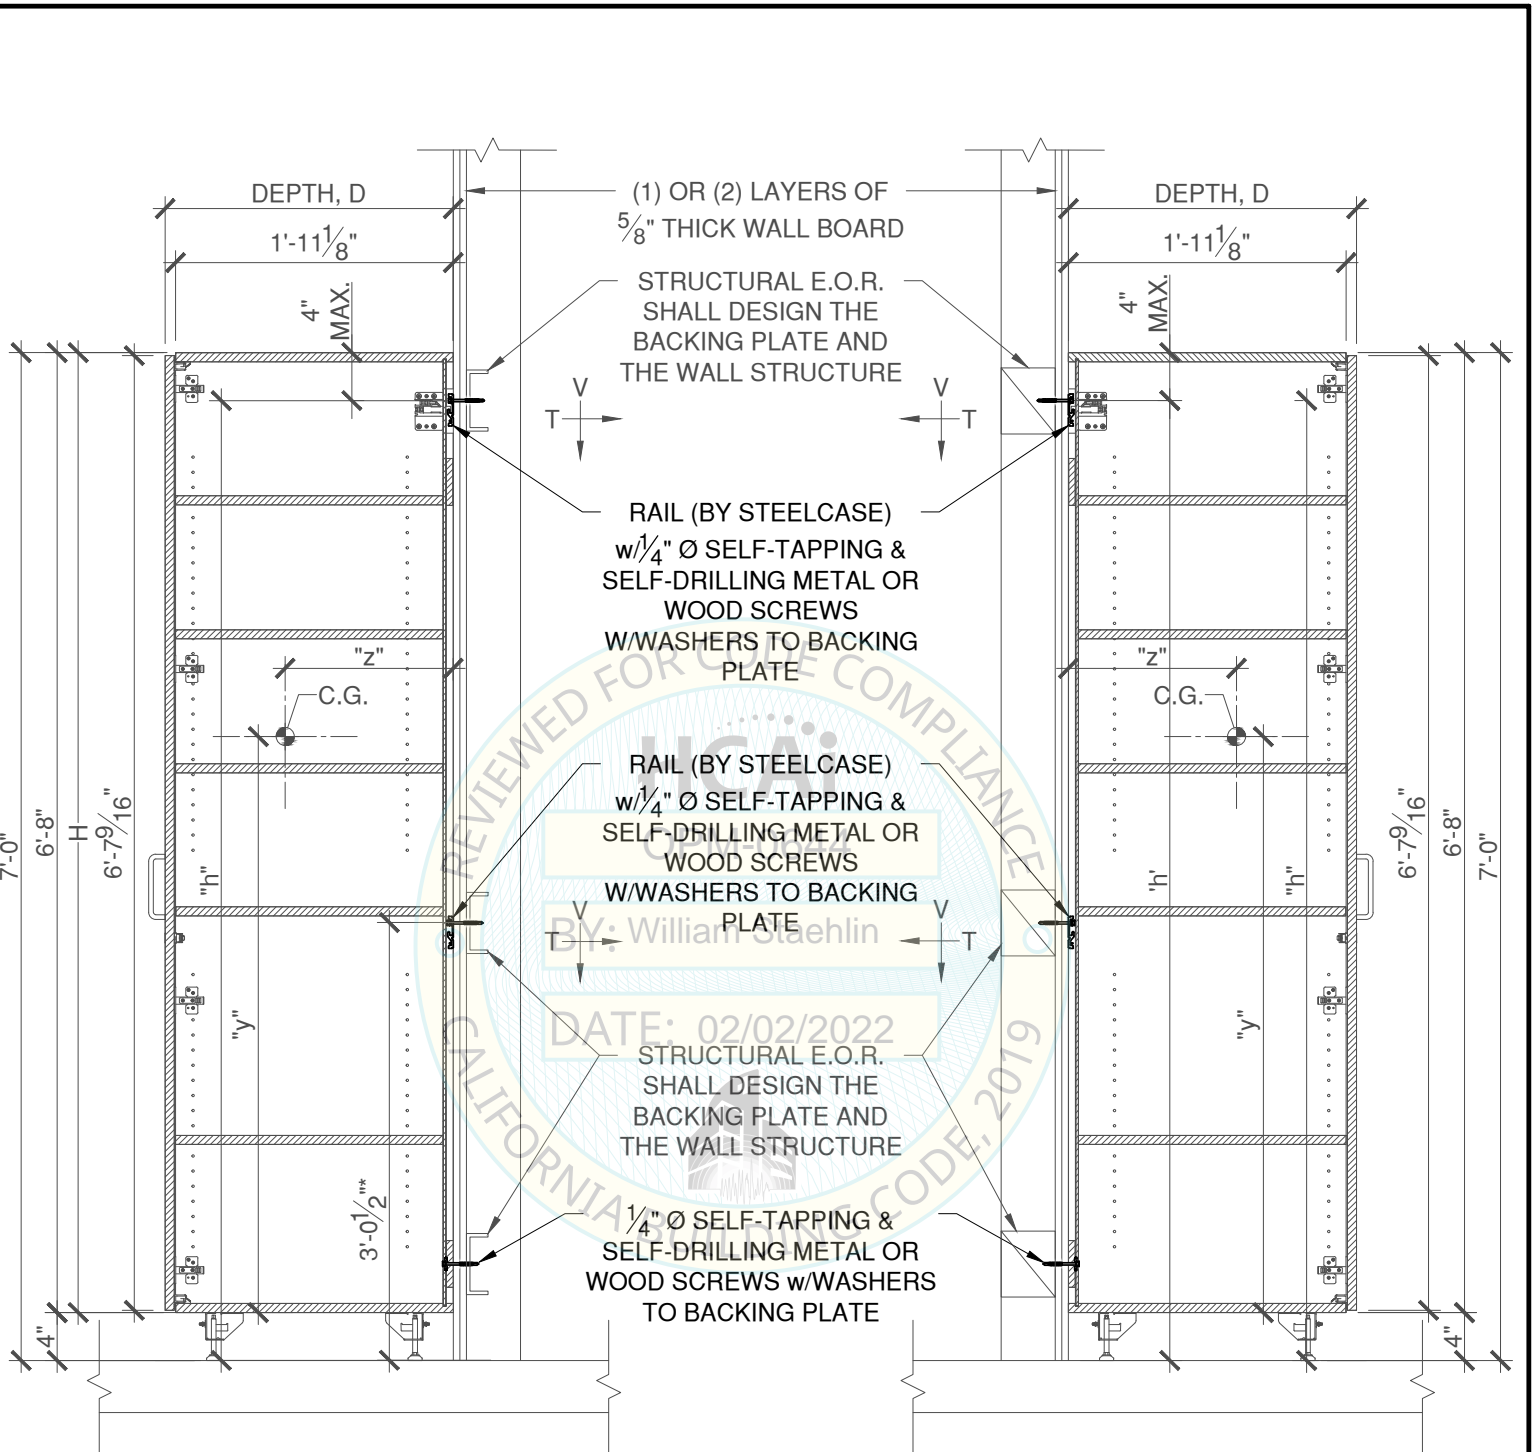 DEPTH, D
1'-11 1/8"
4"
MAX.
(1) OR (2) LAYERS OF
5/8" THICK WALL BOARD
DEPTH, D
1'-11 1/8"
4"
MAX.
STRUCTURAL E.O.R.
SHALL DESIGN THE
BACKING PLATE AND
THE WALL STRUCTURE
V
T
V
T
RAIL (BY STEELCASE)
w/1/4" Ø SELF-TAPPING &
SELF-DRILLING METAL OR
WOOD SCREWS
W/WASHERS TO BACKING
PLATE
"z"
C.G.
"z"
C.G.
RAIL (BY STEELCASE)
w/1/4" Ø SELF-TAPPING &
SELF-DRILLING METAL OR
WOOD SCREWS
W/WASHERS TO BACKING
PLATE
V
T
V
T
7'-0"
6'-8"
H
6'-7 9/16"
"h"
"y"
3'-0 1/2"*
4"
'h'
"h"
"y"
6'-7 9/16"
6'-8"
7'-0"
4"
STRUCTURAL E.O.R.
SHALL DESIGN THE
BACKING PLATE AND
THE WALL STRUCTURE
1/4" Ø SELF-TAPPING &
SELF-DRILLING METAL OR
WOOD SCREWS w/WASHERS
TO BACKING PLATE
REVIEWED FOR CODE COMPLIANCE
HCAi
OPM-0644
BY: William Staehlin
DATE: 02/02/2022
CALIFORNIA BUILDING CODE, 2019